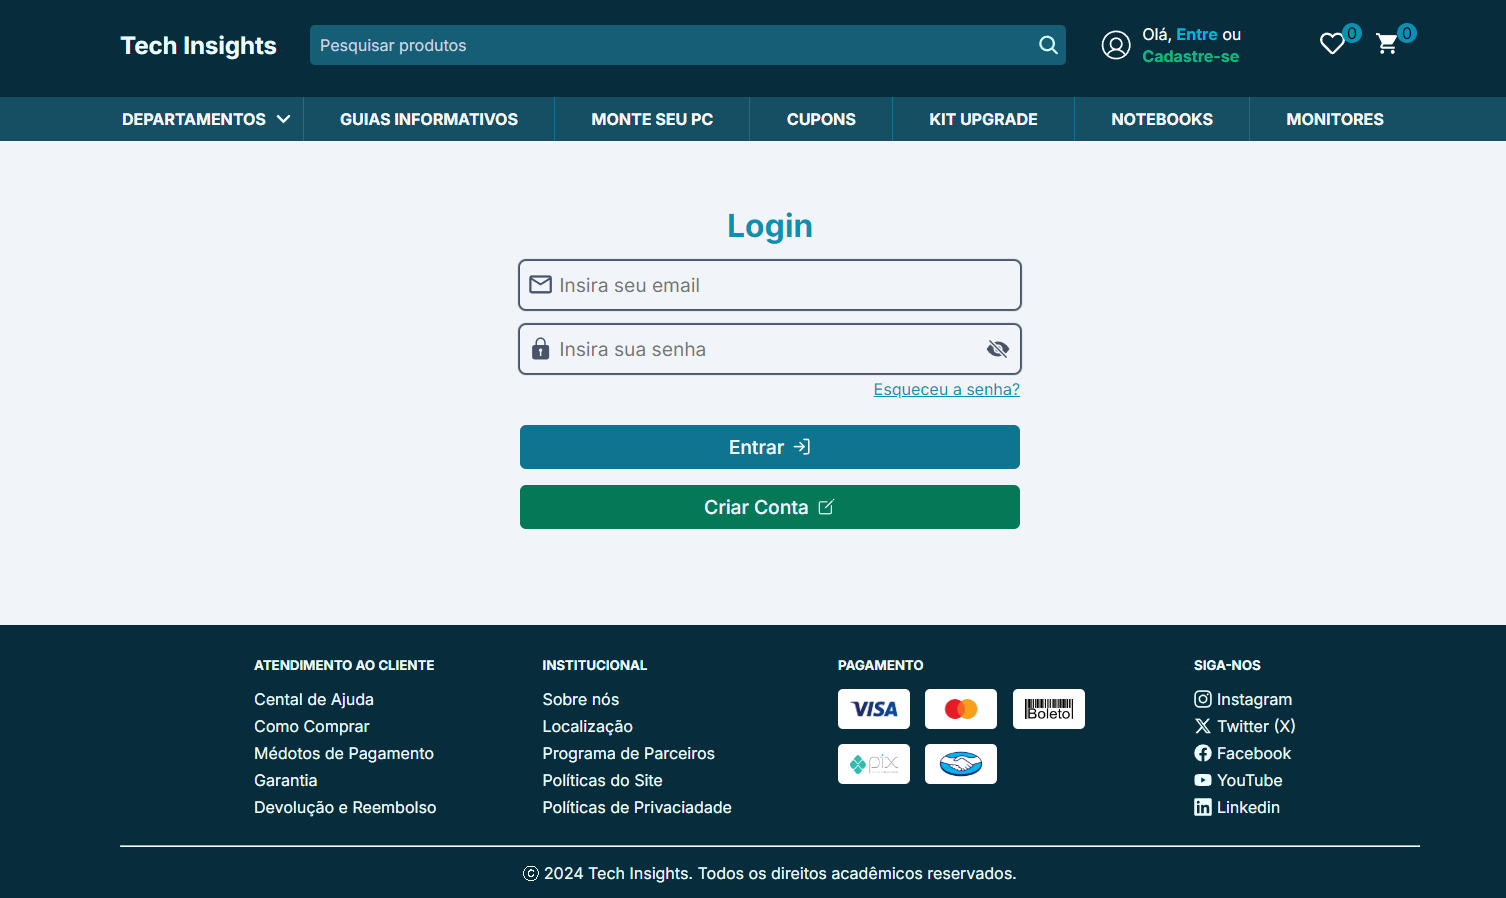 Tech Insights
Pesquisar produtos
Olá, Entre ou
Cadastre-se
0
0
DEPARTAMENTOS
GUIAS INFORMATIVOS
MONTE SEU PC
CUPONS
KIT UPGRADE
NOTEBOOKS
MONITORES
Login
Insira seu email
Insira sua senha
Esqueceu a senha?
Entrar
Criar Conta
ATENDIMENTO AO CLIENTE
Cental de Ajuda
Como Comprar
Médotos de Pagamento
Garantia
Devolução e Reembolso
INSTITUCIONAL
Sobre nós
Localização
Programa de Parceiros
Políticas do Site
Políticas de Privaciadade
PAGAMENTO
VISA
Boleto
pix
SIGA-NOS
Instagram
Twitter (X)
Facebook
YouTube
Linkedin
© 2024 Tech Insights. Todos os direitos acadêmicos reservados.